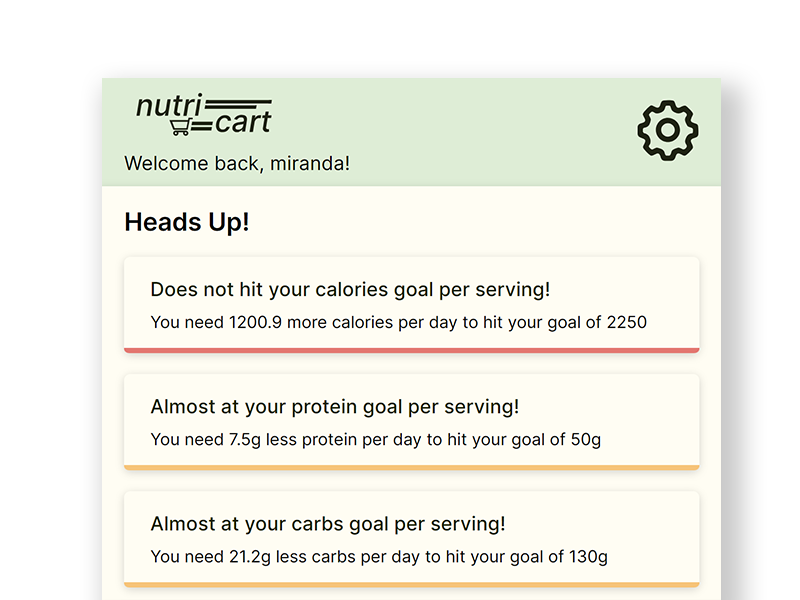 nutri
cart
Welcome back, miranda!
Heads Up!
Does not hit your calories goal per serving!
You need 1200.9 more calories per day to hit your goal of 2250
Almost at your protein goal per serving!
You need 7.5g less protein per day to hit your goal of 50g
Almost at your carbs goal per serving!
You need 21.2g less carbs per day to hit your goal of 130g